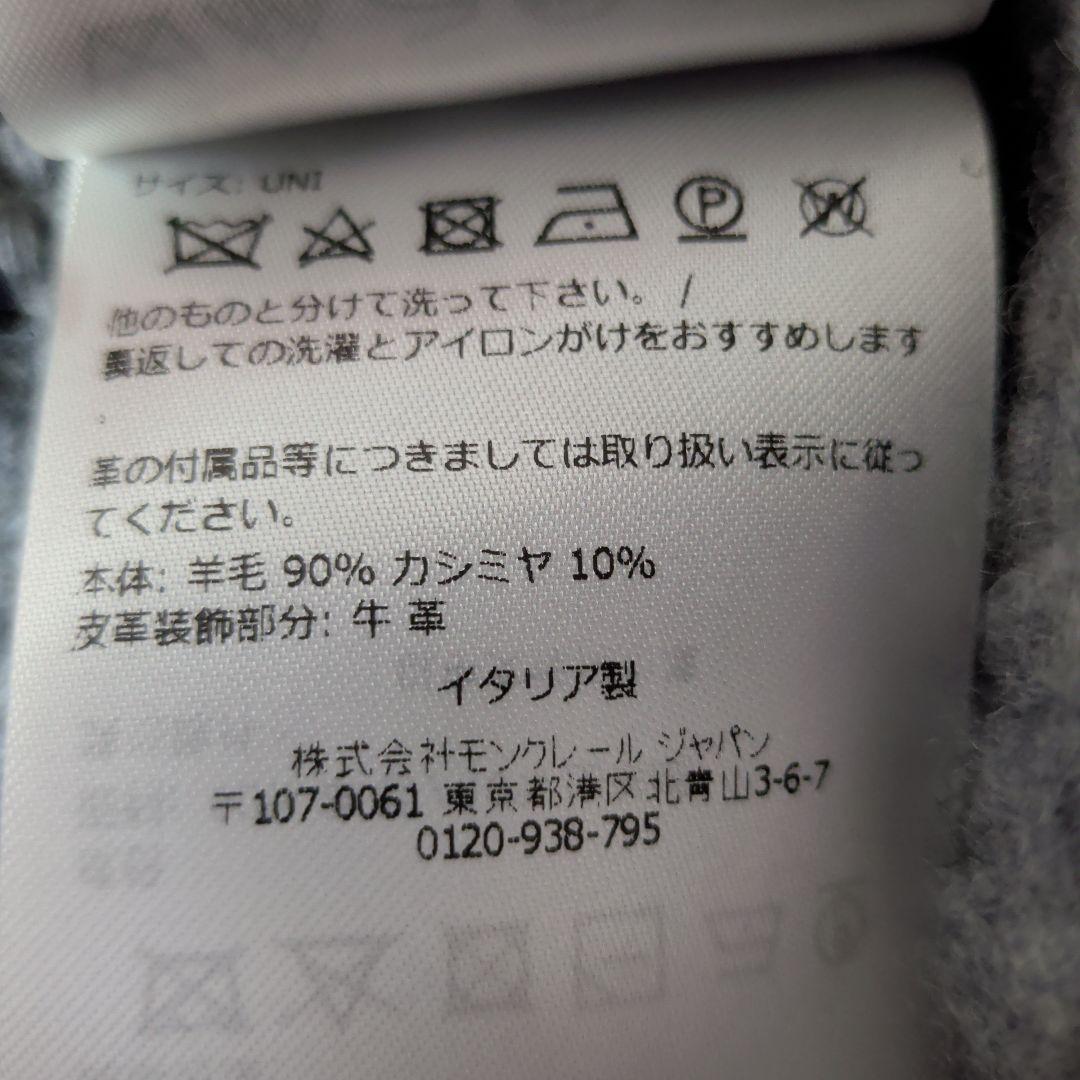 サイズ: UNI
P
W
他のものと分けて洗って下さい。 /
裏返しての洗濯とアイロンがけをおすすめします
。
革の付属品等につきましては取り扱い表示に従っ
てください。
本体: 羊毛 90% カシミヤ 10%
皮革装飾部分: 牛 革
イタリア製
株式会社モンクレール ジャパン
〒107-0061 東京都港区北青山3-6-7
0120-938-795